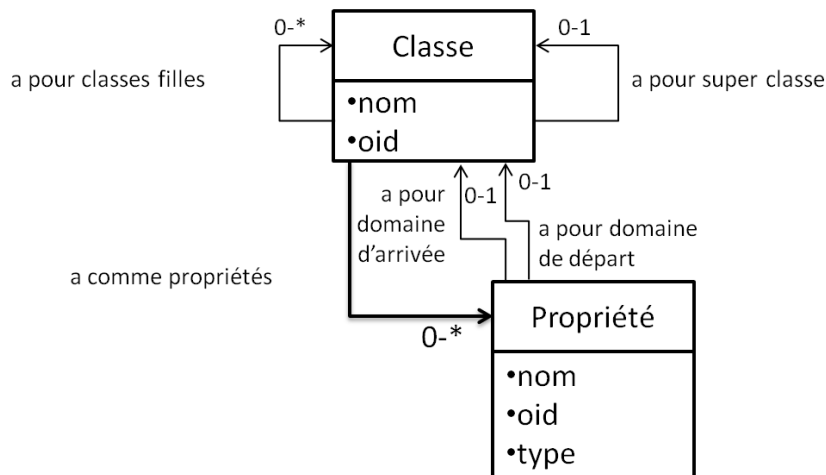 0-*
Classe
0-1
a pour classes filles
a pour super classe
•nom
•oid
a pour
domaine
d'arrivée
0-1
0-1
a pour domaine
de départ
a comme propriétés
0-*
Propriété
•nom
•oid
•type